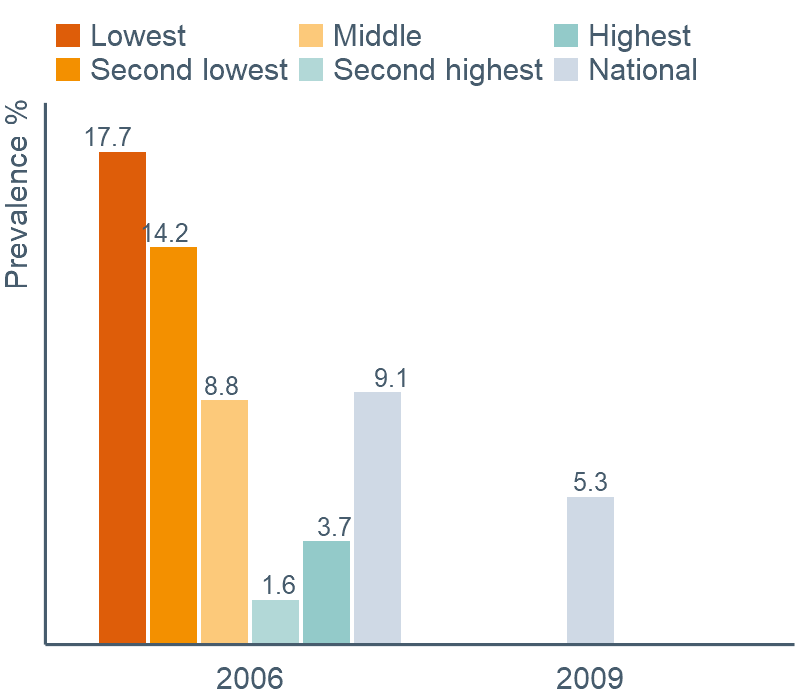 Lowest Middle Highest
Second lowest Second highest National
Prevalence %
17.7
14.2
8.8
1.6
3.7
9.1
5.3
2006 2009